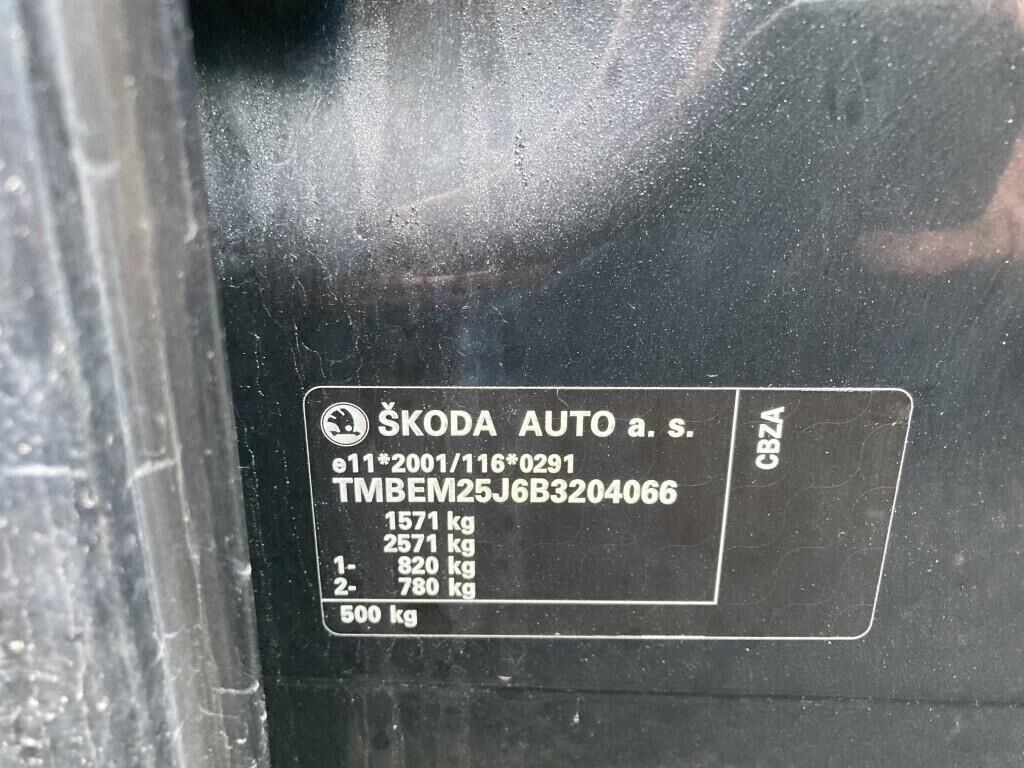 ŠKODA AUTO a. s.
e11*2001/116*0291
TMBEM25J6B3204066
1571 kg
2571 kg
1- 820 kg
2- 780 kg
500 kg
CBZA